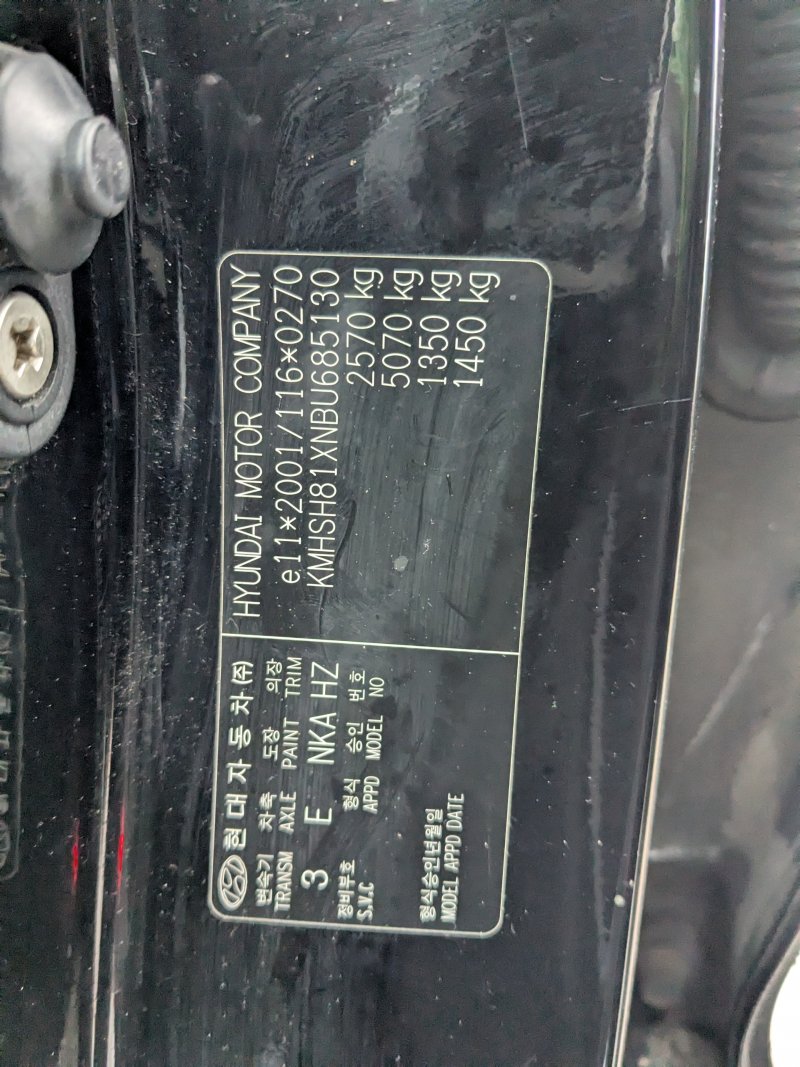 현대자동차(주)
변속기 차축 도장 의장
TRANSM AXLE PAINT TRIM
3 E NKA HZ
정비부호 형식 승인 번호
S.V.C APPD MODEL NO
형식승인년월일
MODEL APPD DATE
HYUNDAI MOTOR COMPANY
e11*2001/116*0270
KMHSH81XNBU685130
2570 kg
5070 kg
1350 kg
1450 kg